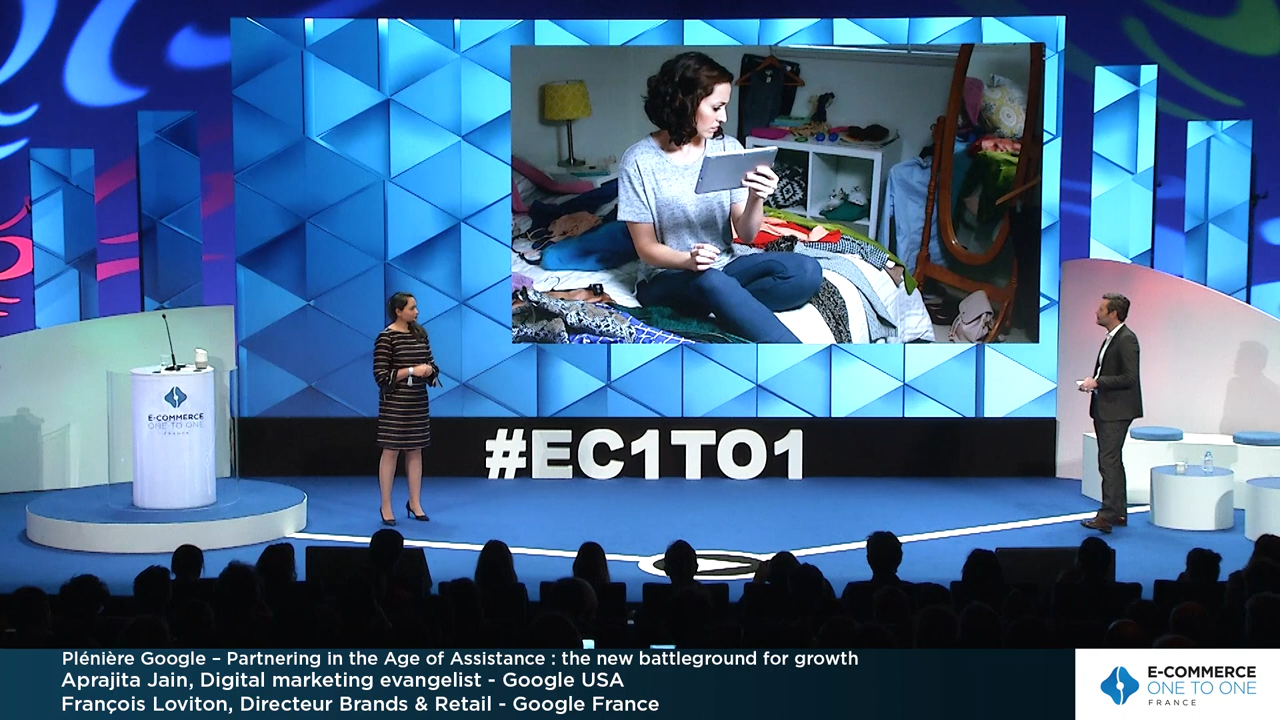 E-COMMERCE
ONE TO ONE
FRANCE
#EC1TO1
Plénière Google – Partnering in the Age of Assistance : the new battleground for growth
Aprajita Jain, Digital marketing evangelist - Google USA
François Loviton, Directeur Brands & Retail - Google France
E-COMMERCE
ONE TO ONE
FRANCE